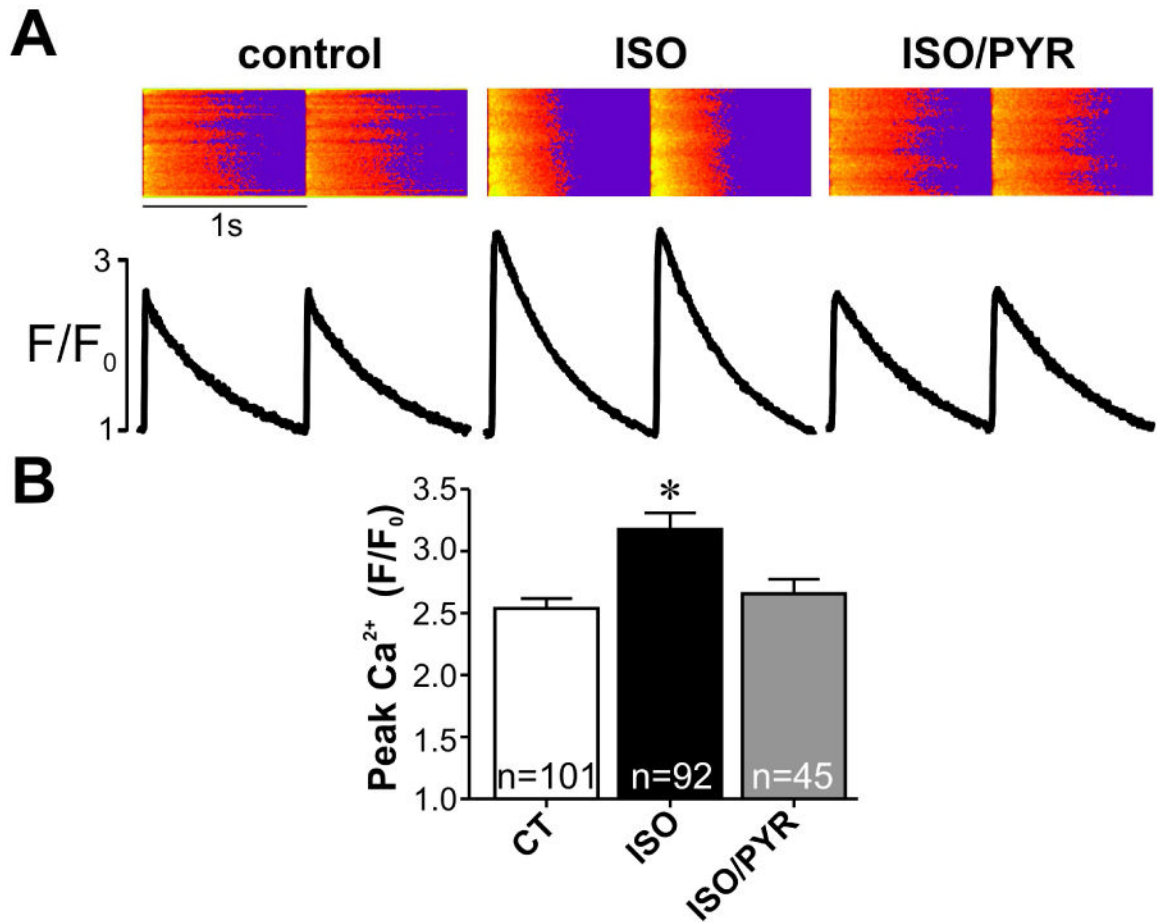 A
control ISO ISO/PYR
1s
3
F/F₀
1
B
Peak Ca²⁺ (F/F₀)
3.5
*
3.0
2.5
2.0
1.5
n=101 n=92 n=45
1.0
CT ISO ISO/PYR